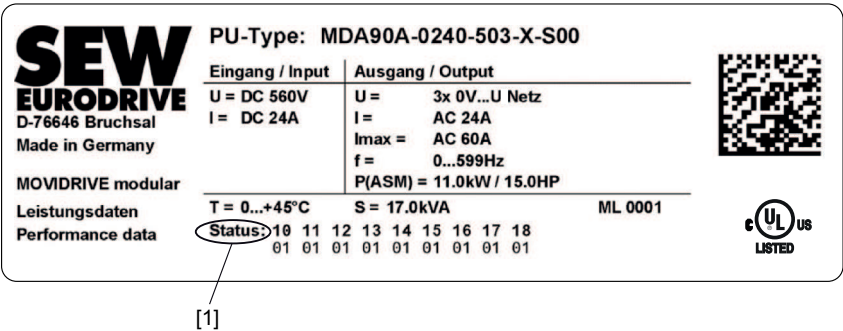 SEW
EURODRIVE
D-76646 Bruchsal
Made in Germany
MOVIDRIVE modular
Leistungsdaten
Performance data
PU-Type: MDA90A-0240-503-X-S00
Eingang / Input
U = DC 560V
I = DC 24A
Ausgang / Output
U = 3x 0V...U Netz
I = AC 24A
Imax = AC 60A
f = 0...599Hz
P(ASM) = 11.0kW / 15.0HP
T = 0...+45°C S = 17.0kVA ML 0001
Status: 10 11 12 13 14 15 16 17 18
01 01 01 01 01 01 01 01 01
c UL US
LISTED
[1]